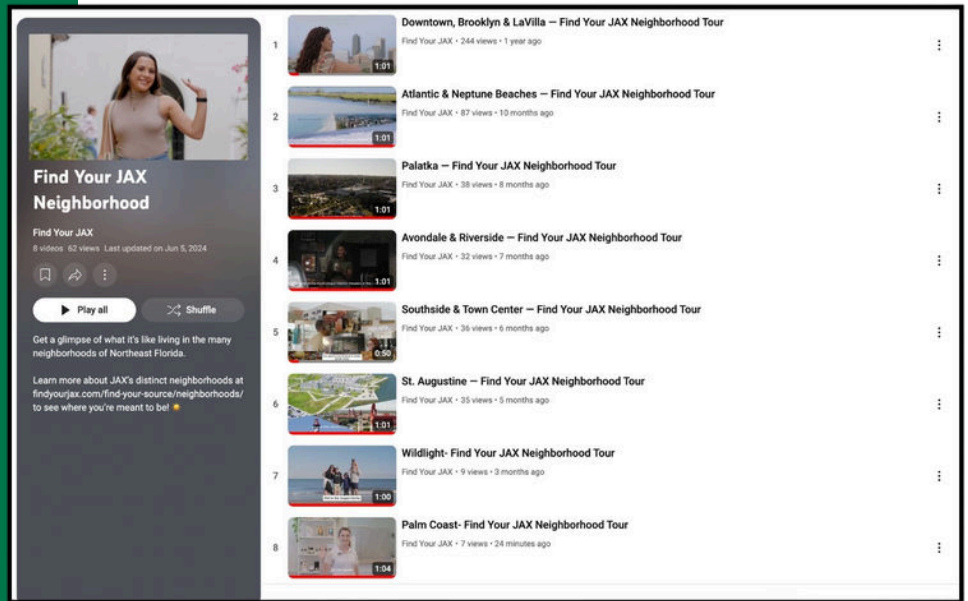 Find Your JAX
Neighborhood
Find Your JAX
8 videos 62 views Last updated on Jun 5, 2024
Play all
Shuffle
Get a glimpse of what it's like living in the many
neighborhoods of Northeast Florida.
Learn more about JAX's distinct neighborhoods at
findyourjax.com/find-your-source/neighborhoods/
to see where you're meant to be!
1
1:01
Downtown, Brooklyn & LaVilla — Find Your JAX Neighborhood Tour
Find Your JAX • 244 views • 1 year ago
2
1:01
Atlantic & Neptune Beaches — Find Your JAX Neighborhood Tour
Find Your JAX • 87 views • 10 months ago
3
1:01
Palatka — Find Your JAX Neighborhood Tour
Find Your JAX • 38 views • 8 months ago
4
1:01
Avondale & Riverside — Find Your JAX Neighborhood Tour
Find Your JAX • 32 views • 7 months ago
5
0:50
Southside & Town Center — Find Your JAX Neighborhood Tour
Find Your JAX • 36 views • 6 months ago
6
1:01
St. Augustine — Find Your JAX Neighborhood Tour
Find Your JAX • 35 views • 5 months ago
7
1:00
Wildlight- Find Your JAX Neighborhood Tour
Find Your JAX • 9 views • 3 months ago
8
1:04
Palm Coast- Find Your JAX Neighborhood Tour
Find Your JAX • 7 views • 24 minutes ago